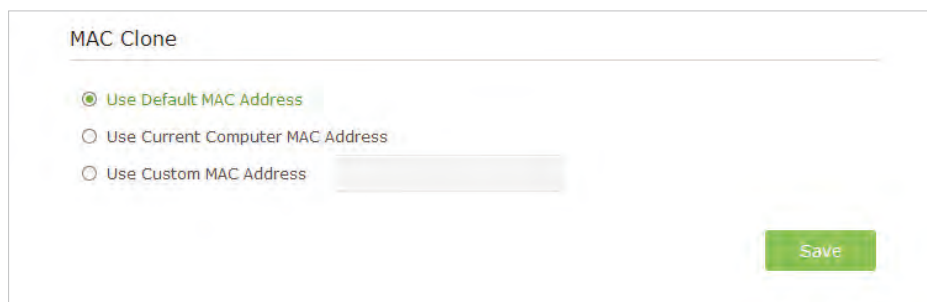 MAC Clone
Use Default MAC Address
Use Current Computer MAC Address
Use Custom MAC Address
Save